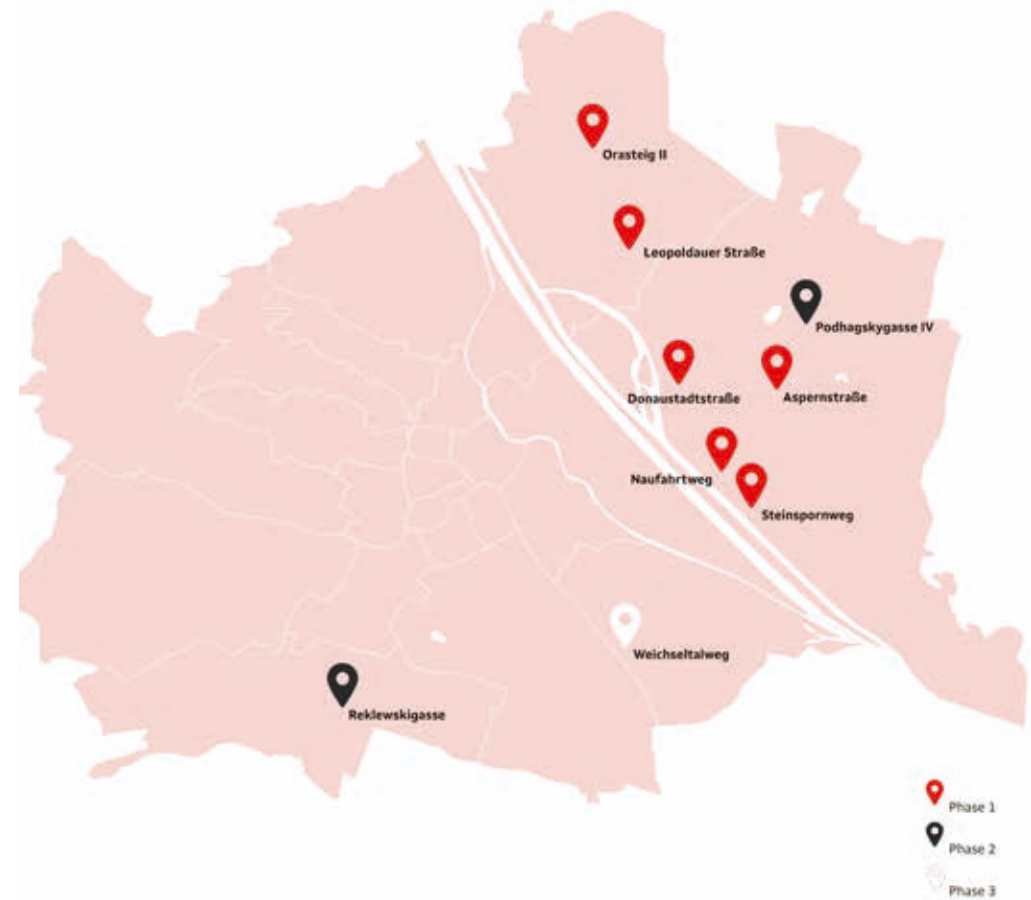 Orasteig II
Leopoldauer Straße
Podhagskygasse IV
Donaustadtstraße
Aspernstraße
Naufahrtweg
Steinspornweg
Weichseltalweg
Reklewskigasse
Phase 1
Phase 2
Phase 3